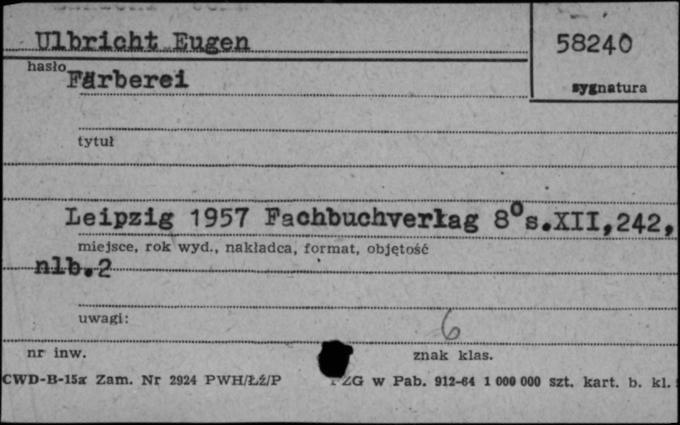 Ulbricht Eugen
58240
hasło
Färberei
sygnatura
tytuł
Leipzig 1957 Fachbuchverlag 8° s.XII,242,
miejsce, rok wyd., nakładca, format, objętość
nlb.2
uwagi:
6
nr inw.
znak klas.
CWD-B-15a Zam. Nr 2924 PWH/ŁŹ/P PZG w Pab. 912-64 1 000 000 szt. kart. b. kl.